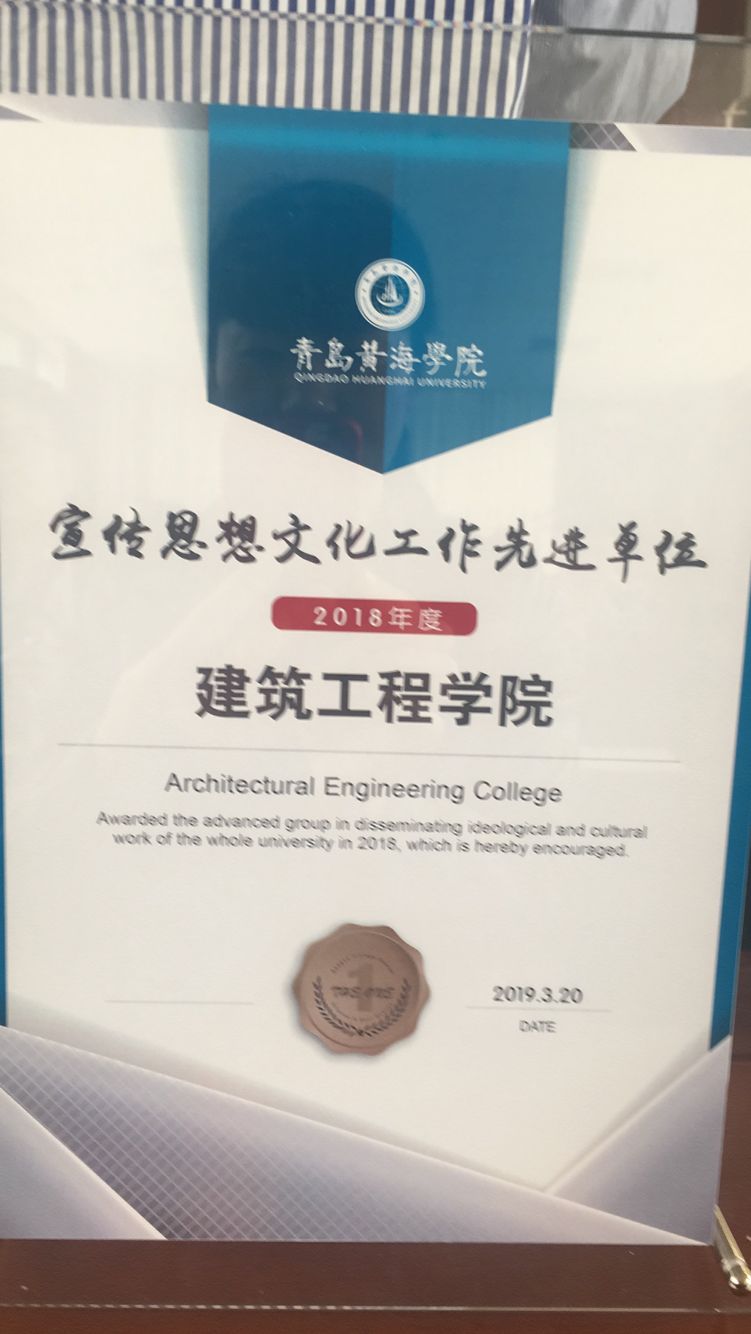 青島黃海學院
QINGDAO HUANGHAI UNIVERSITY
宣传思想文化工作先进单位
2018年度
建筑工程学院
Architectural Engineering College
Awarded the advanced group in disseminating ideological and cultural
work of the whole university in 2018, which is hereby encouraged.
1
2019.3.20
DATE